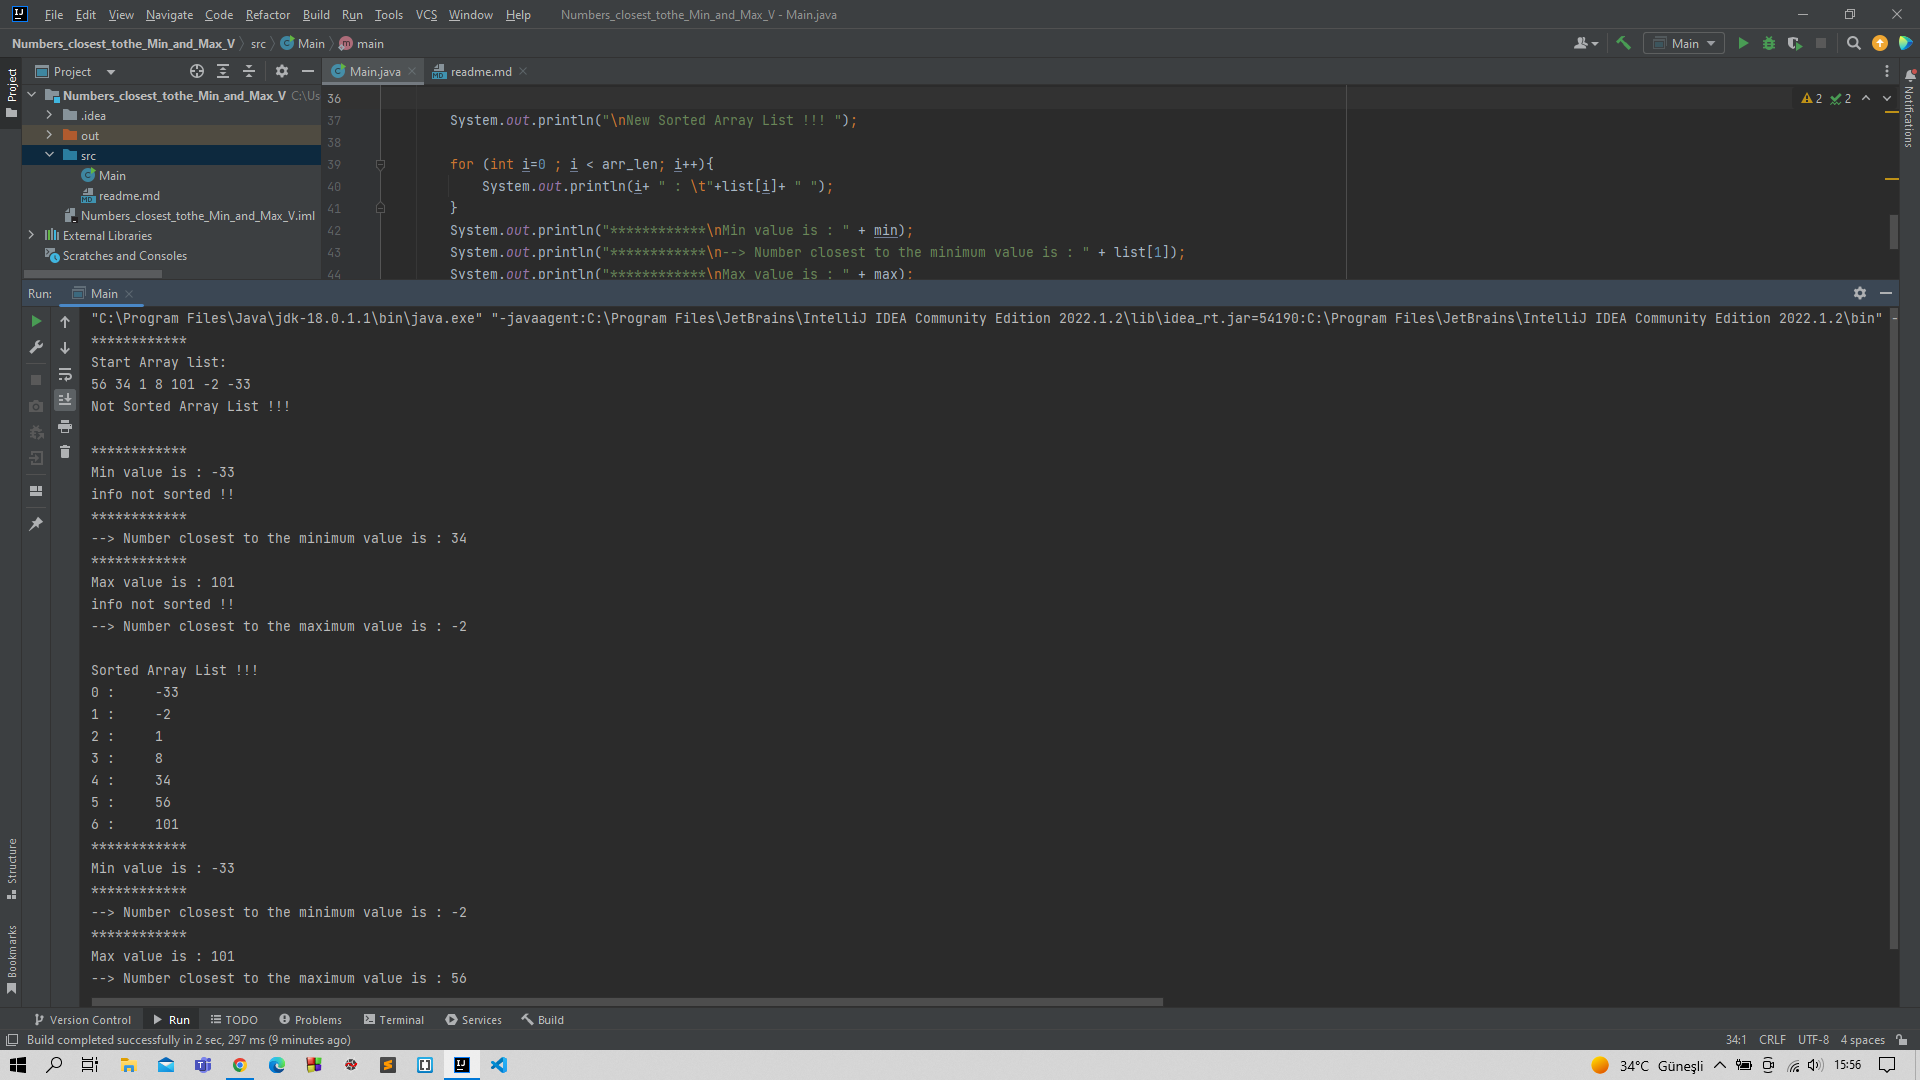 File Edit View Navigate Code Refactor Build Run Tools VCS Window Help Numbers_closest_tothe_Min_and_Max_V - Main.java
Numbers_closest_tothe_Min_and_Max_V src Main main Main
Project Main.java readme.md
Numbers_closest_tothe_Min_and_Max_V C:\Us
.idea
out
src
Main
readme.md
Numbers_closest_tothe_Min_and_Max_V.iml
External Libraries
Scratches and Consoles
Project
Structure
Bookmarks
Notifications
2 2
36
37 System.out.println("\nNew Sorted Array List !!! ");
38
39 for (int i=0 ; i < arr_len; i++){
40 System.out.println(i+ " : \t"+list[i]+ " ");
41 }
42 System.out.println("************\nMin value is : " + min);
43 System.out.println("************\n--> Number closest to the minimum value is : " + list[1]);
44 System.out.println("************\nMax value is : " + max);
Run: Main
"C:\Program Files\Java\jdk-18.0.1.1\bin\java.exe" "-javaagent:C:\Program Files\JetBrains\IntelliJ IDEA Community Edition 2022.1.2\lib\idea_rt.jar=54190:C:\Program Files\JetBrains\IntelliJ IDEA Community Edition 2022.1.2\bin" -
************
Start Array list:
56 34 1 8 101 -2 -33
Not Sorted Array List !!!
************
Min value is : -33
info not sorted !!
************
--> Number closest to the minimum value is : 34
************
Max value is : 101
info not sorted !!
--> Number closest to the maximum value is : -2
Sorted Array List !!!
0 : -33
1 : -2
2 : 1
3 : 8
4 : 34
5 : 56
6 : 101
************
Min value is : -33
************
--> Number closest to the minimum value is : -2
************
Max value is : 101
--> Number closest to the maximum value is : 56
Version Control Run TODO Problems Terminal Services Build
Build completed successfully in 2 sec, 297 ms (9 minutes ago) 34:1 CRLF UTF-8 4 spaces
34°C Güneşli 15:56